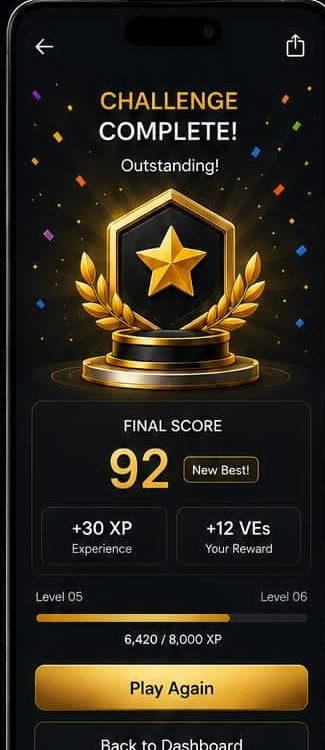 CHALLENGE
COMPLETE!
Outstanding!
FINAL SCORE
92 New Best!
+30 XP +12 VEs
Experience Your Reward
Level 05 Level 06
6,420 / 8,000 XP
Play Again
Back to Dashboard